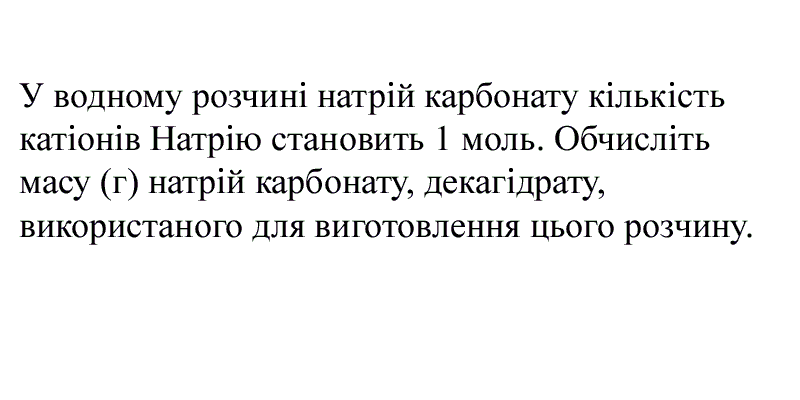 У водному розчині натрій карбонату кількість
катіонів Натрію становить 1 моль. Обчисліть
масу (г) натрій карбонату, декагідрату,
використаного для виготовлення цього розчину.